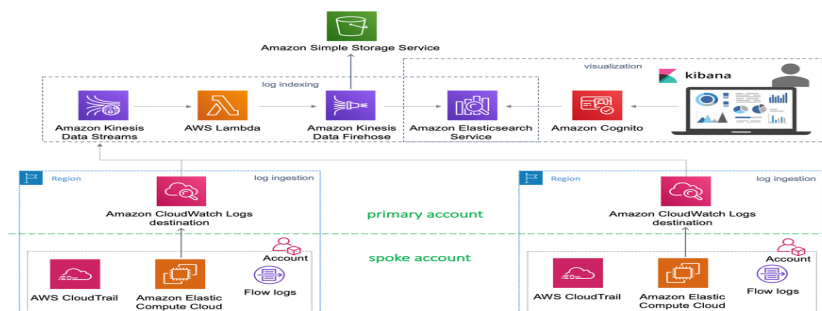 Amazon Simple Storage Service
visualization
log indexing
kibana
Amazon Kinesis
Data Streams
AWS Lambda
Amazon Kinesis
Data Firehose
Amazon Elasticsearch
Service
Amazon Cognito
Region
log ingestion
Amazon CloudWatch Logs
destination
primary account
Region
log ingestion
Amazon CloudWatch Logs
destination
spoke account
Account
AWS CloudTrail
Amazon Elastic
Compute Cloud
Flow logs
Account
AWS CloudTrail
Amazon Elastic
Compute Cloud
Flow logs